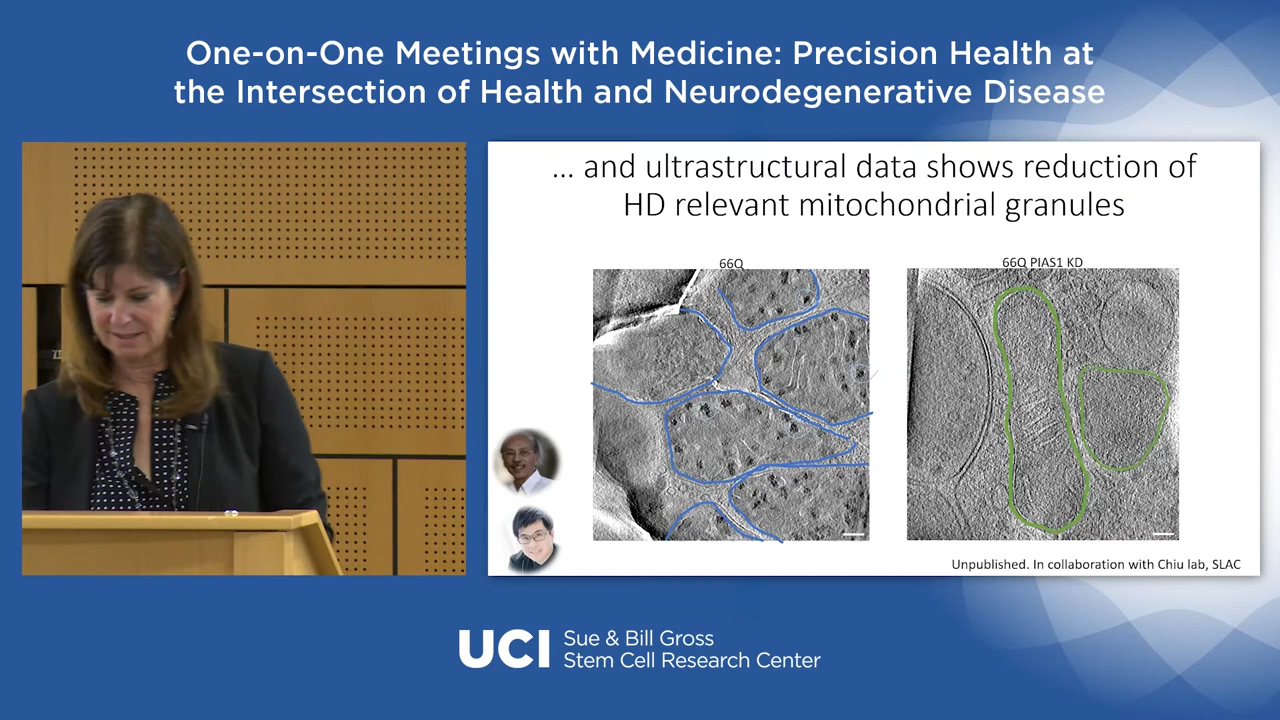 One-on-One Meetings with Medicine: Precision Health at
the Intersection of Health and Neurodegenerative Disease
... and ultrastructural data shows reduction of
HD relevant mitochondrial granules
66Q
66Q PIAS1 KD
Unpublished. In collaboration with Chiu lab, SLAC
UCI
Sue & Bill Gross
Stem Cell Research Center